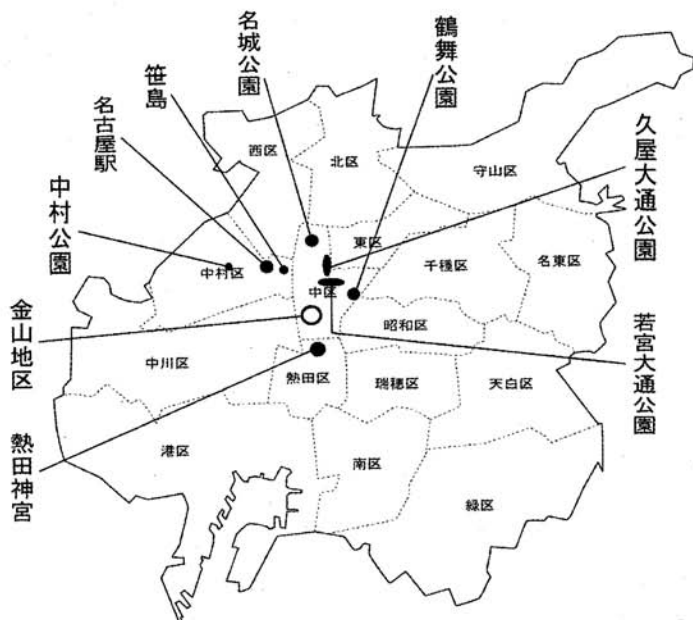 名城公園
鶴舞公園
笹島
名古屋駅
中村公園
久屋大通公園
金山地区
若宮大通公園
熱田神宮
西区
北区
守山区
東区
千種区
名東区
中村区
中区
昭和区
中川区
熱田区
瑞穂区
天白区
港区
南区
緑区